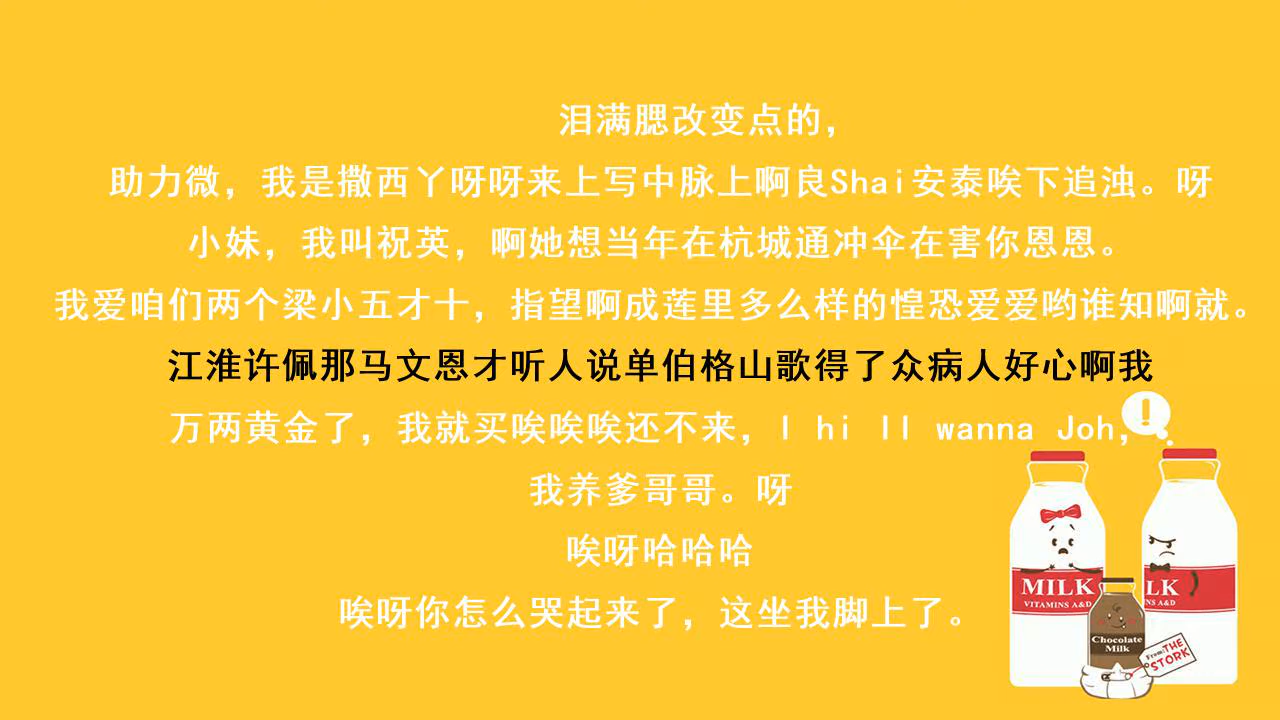 泪满腮改变点的，
助力微，我是撒西丫呀呀来上写中脉上啊良Shai安泰唉下追浊。呀
小妹，我叫祝英，啊她想当年在杭城通冲伞在害你恩恩。
我爱咱们两个梁小五才十，指望啊成莲里多么样的惶恐爱爱哟谁知啊就。
江淮许佩那马文恩才听人说单伯格山歌得了众病人好心啊我
万两黄金了，我就买唉唉唉还不来，I hi II wanna Joh，.
我养爹哥哥。呀
唉呀哈哈哈
唉呀你怎么哭起来了，这坐我脚上了。
!
MILK
VITAMINS A&D
LK
NS A&D
Chocolate
Milk
From: THE
STORK